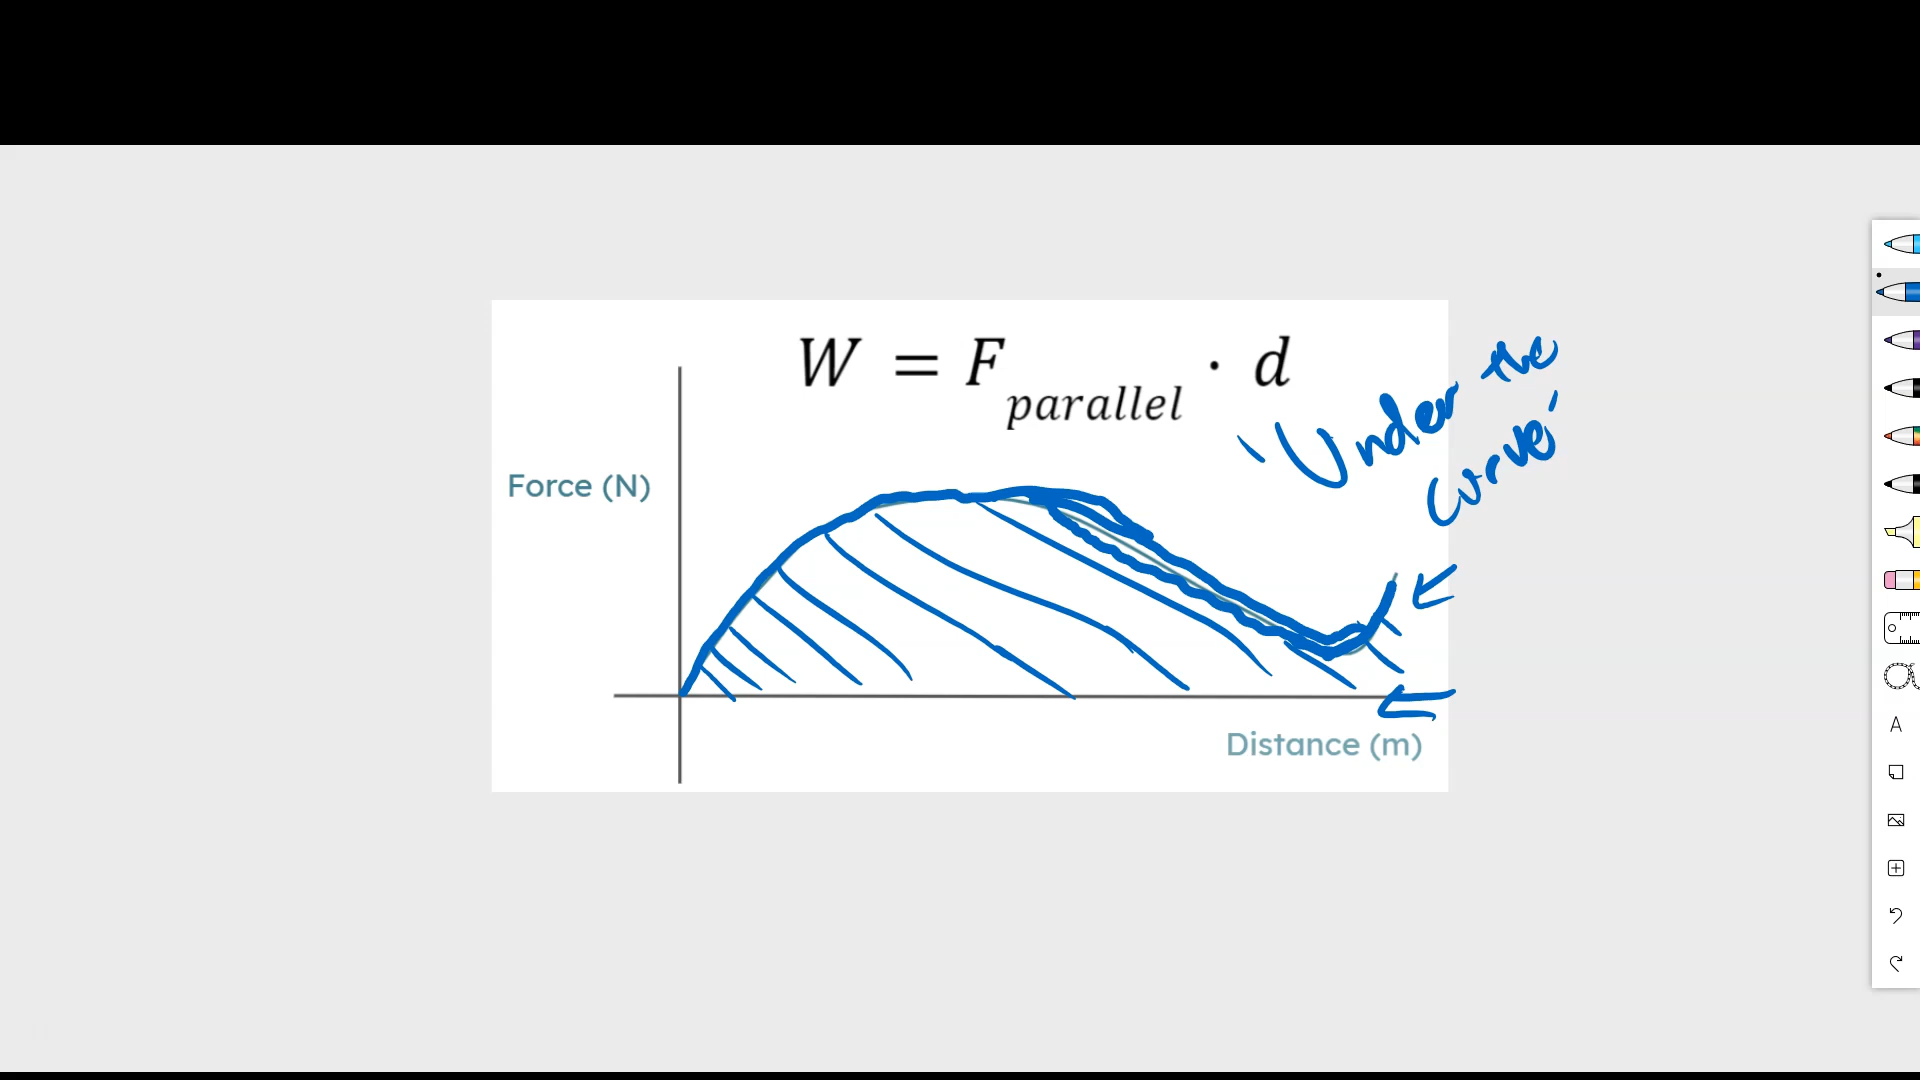 W = F parallel · d
'Under the
curve'
Force (N)
Distance (m)
A